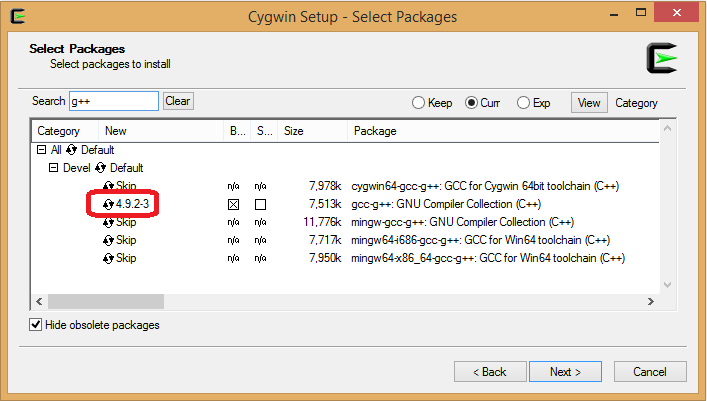 Cygwin Setup - Select Packages
Select Packages
Select packages to install
Search g++ Clear Keep Curr Exp View Category
Category New B... S... Size Package
All Default
Devel Default
Skip n/a n/a 7,978k cygwin64-gcc-g++: GCC for Cygwin 64bit toolchain (C++)
4.9.2-3 7,513k gcc-g++: GNU Compiler Collection (C++)
Skip n/a n/a 11,776k mingw-gcc-g++: GNU Compiler Collection (C++)
Skip n/a n/a 7,717k mingw64-i686-gcc-g++: GCC for Win64 toolchain (C++)
Skip n/a n/a 7,950k mingw64-x86_64-gcc-g++: GCC for Win64 toolchain (C++)
Hide obsolete packages
< Back Next > Cancel